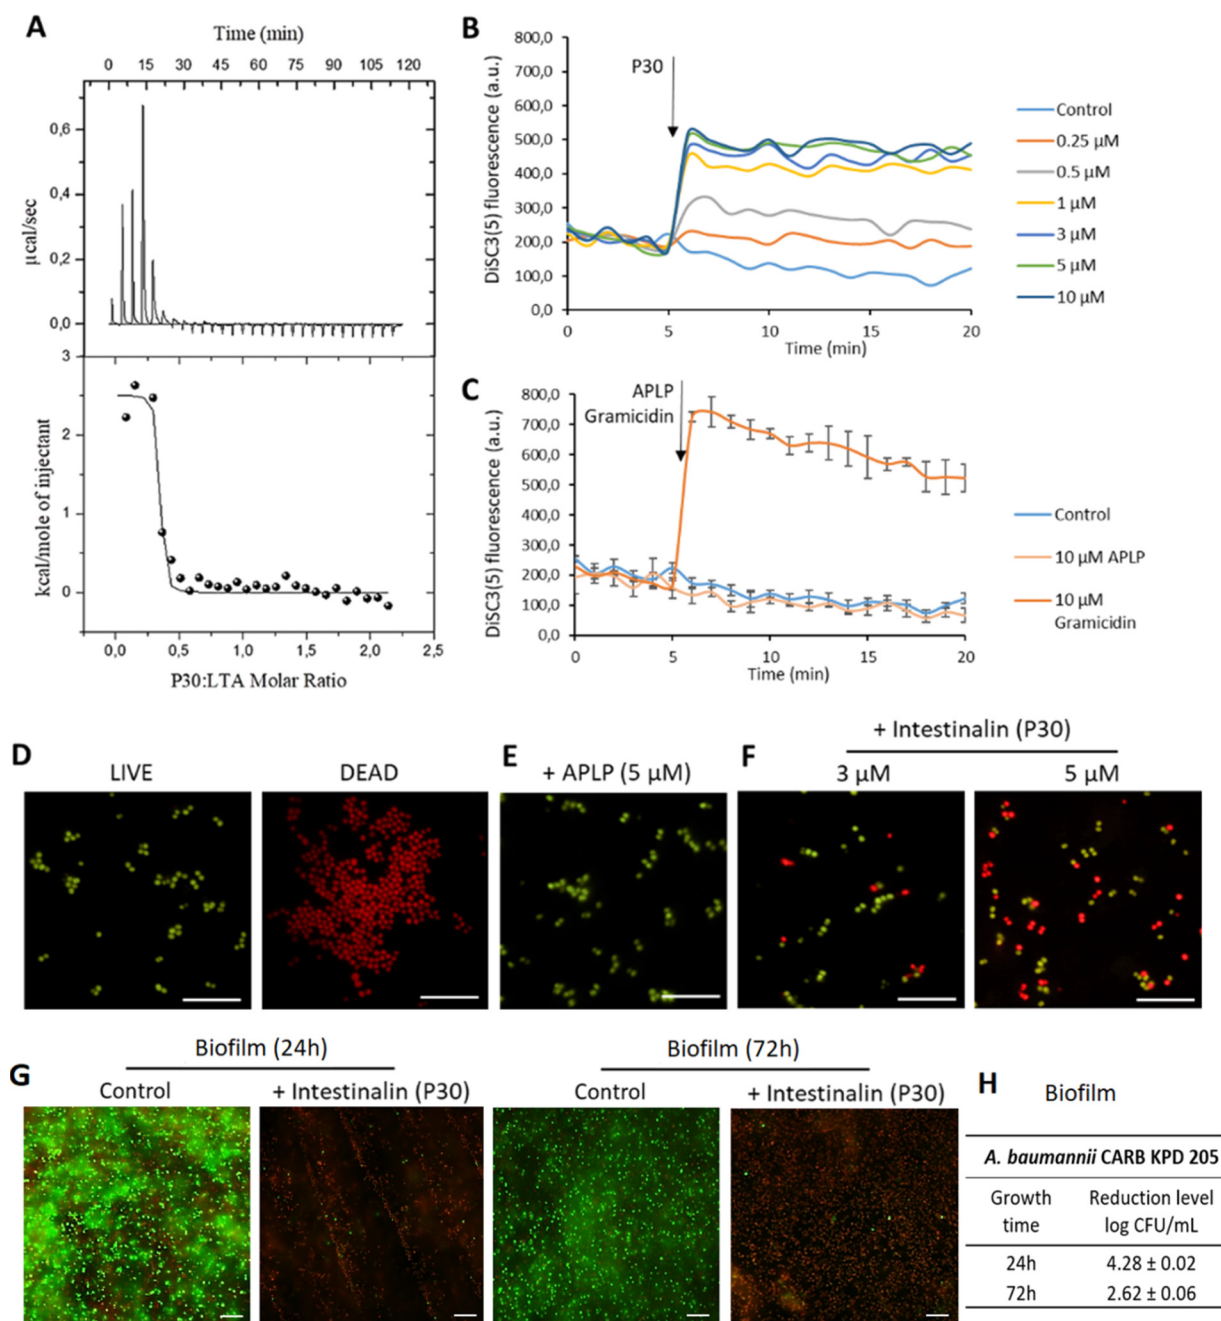 A
Time (min)
0 15 30 45 60 75 90 105 120
0,6
0,4
0,2
0,0
µcal/sec
3
2
1
0
kcal/mole of injectant
0,0 0,5 1,0 1,5 2,0 2,5
P30:LTA Molar Ratio
B
800,0
700,0
600,0
500,0
400,0
300,0
200,0
100,0
0,0
DiSC3(5) fluorescence (a.u.)
P30
0 5 10 15 20
Time (min)
Control
0.25 µM
0.5 µM
1 µM
3 µM
5 µM
10 µM
C
800,0
700,0
600,0
500,0
400,0
300,0
200,0
100,0
0,0
DiSC3(5) fluorescence (a.u.)
APLP
Gramicidin
0 5 10 15 20
Time (min)
Control
10 µM APLP
10 µM
Gramicidin
D
LIVE DEAD
E
+ APLP (5 µM)
F
+ Intestinalin (P30)
3 µM 5 µM
G
Biofilm (24h)
Control + Intestinalin (P30)
Biofilm (72h)
Control + Intestinalin (P30)
H Biofilm
A. baumannii CARB KPD 205
Growth time
Reduction level
log CFU/mL
24h 4.28 ± 0.02
72h 2.62 ± 0.06